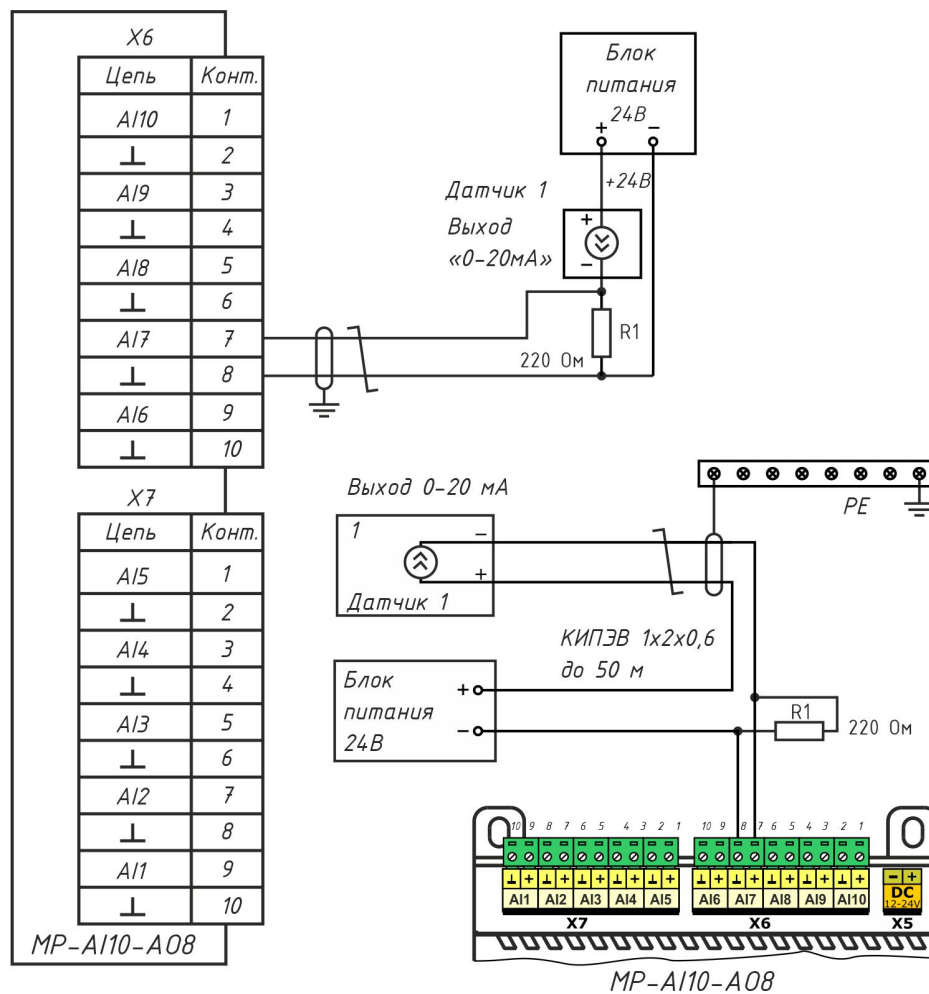 X6
Цепь Конт.
AI10 1
⊥ 2
AI9 3
⊥ 4
AI8 5
⊥ 6
AI7 7
⊥ 8
AI6 9
⊥ 10
X7
Цепь Конт.
AI5 1
⊥ 2
AI4 3
⊥ 4
AI3 5
⊥ 6
AI2 7
⊥ 8
AI1 9
⊥ 10
MP-AI10-AO8
Блок
питания
24В
+ −
+24В
Датчик 1
Выход
«0-20мА»
+
−
R1
220 Ом
PE
Выход 0-20 мА
1
−
+
Датчик 1
КИПЭВ 1х2х0,6
до 50 м
Блок
питания
24В
+
−
R1
220 Ом
10 9 8 7 6 5 4 3 2 1 10 9 8 7 6 5 4 3 2 1
⊥ + ⊥ + ⊥ + ⊥ + ⊥ + ⊥ + ⊥ + ⊥ + ⊥ + ⊥ + − +
AI1 AI2 AI3 AI4 AI5 AI6 AI7 AI8 AI9 AI10 DC
12-24V
X7 X6 X5
MP-AI10-AO8